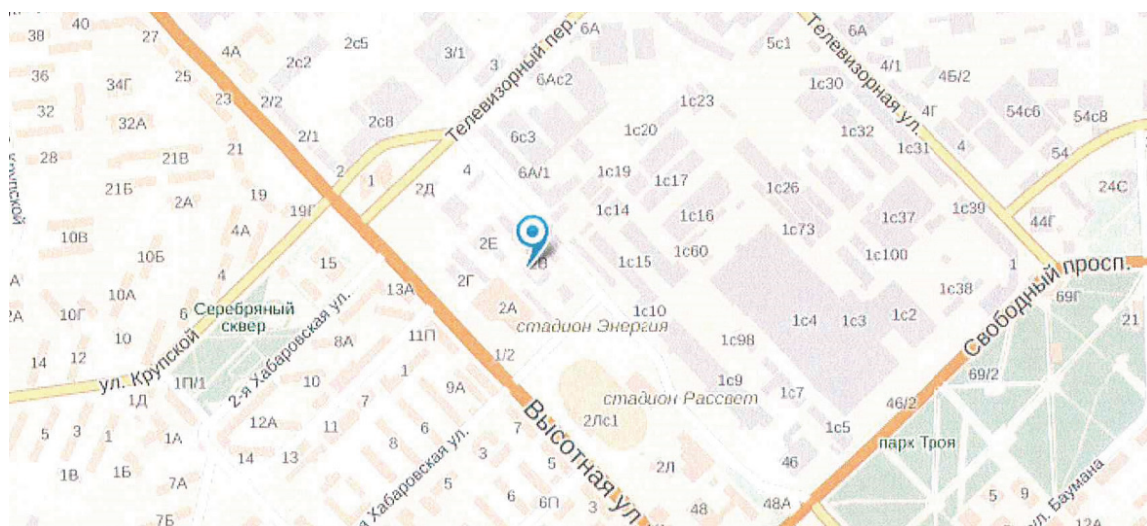 40
38
27
4А
2с5
3/1
3
6А
5с1
6А
Телевизорный пер.
Телевизорная ул.
36
34Г
25
2с2
6Ас2
1с30
4/1
4Б/2
32
32А
23
2/2
2с8
1с23
4Г
54с6
54с8
28
21В
21
2/1
6с3
1с20
1с32
1с31
4
54
21Б
2А
19
2
1
2Д
4
6А/1
1с19
1с17
1с26
24С
19Г
4А
10В
10Б
2Е
2В
1с14
1с16
1с73
1с37
1с39
44Г
4
15
13А
2Г
1с15
1с60
1с100
1
Свободный просп.
10А
2А
10Г
6
Серебряный
сквер
2-я Хабаровская ул.
2А
стадион Энергия
1с10
1с4
1с3
1с2
1с38
69Г
21
14
12
10
8А
11П
1/2
1с98
ул. Крупской
1П/1
10
1
9А
стадион Рассвет
1с9
1с7
69/2
1Д
7
Высотная ул.
2Лс1
46/2
5
3
1
1А
12А
11
8
6
7
1с5
парк Троя
1В
1Б
7А
14
13
я Хабаровская ул.
3
5
2Л
46
7Б
5
6
6П
3
48
48А
5
9
ул. Баумана
12А